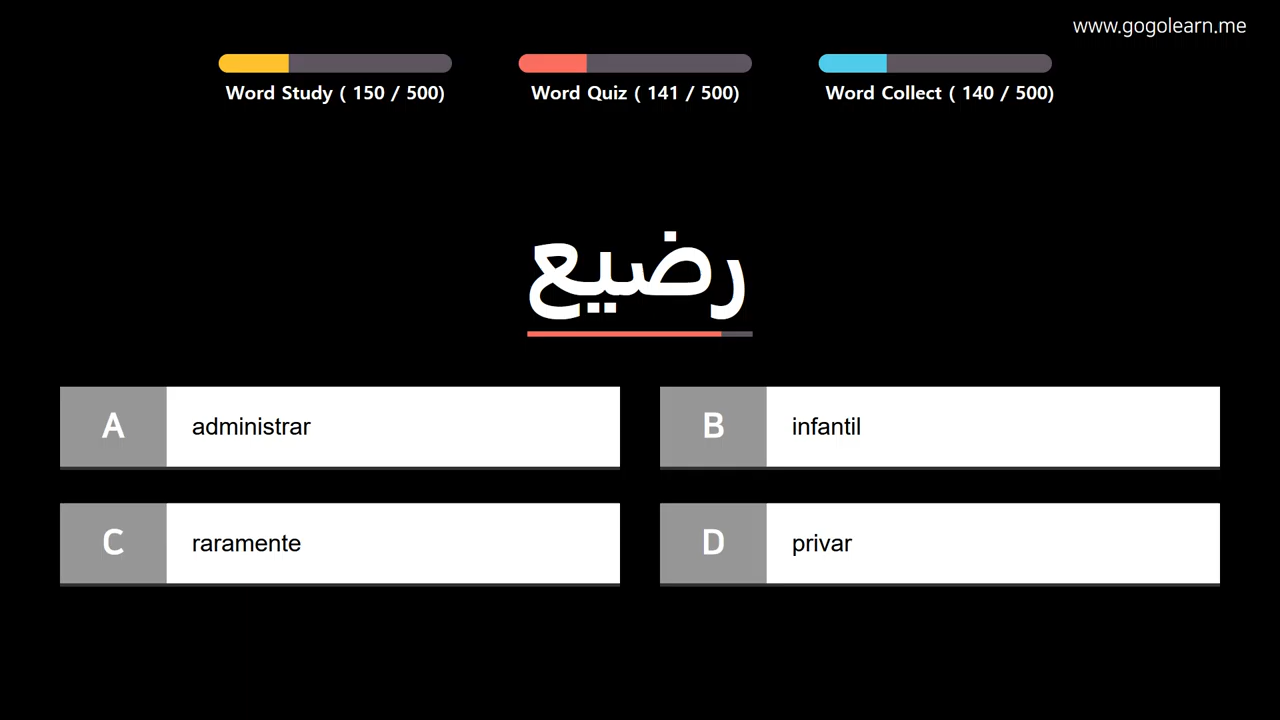 www.gogolearn.me
Word Study ( 150 / 500)
Word Quiz ( 141 / 500)
Word Collect ( 140 / 500)
رضيع
A administrar
B infantil
C raramente
D privar